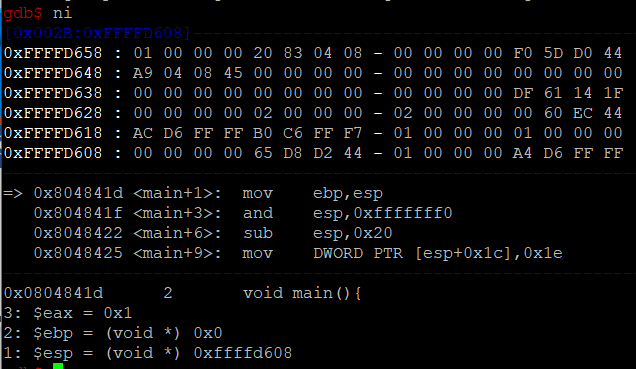 gdb$ ni
[0x002B:0xFFFFD608]
0xFFFFD658 : 01 00 00 00 20 83 04 08 - 00 00 00 00 F0 5D D0 44
0xFFFFD648 : A9 04 08 45 00 00 00 00 - 00 00 00 00 00 00 00 00
0xFFFFD638 : 00 00 00 00 00 00 00 00 - 00 00 00 00 DF 61 14 1F
0xFFFFD628 : 00 00 00 00 02 00 00 00 - 02 00 00 00 00 60 EC 44
0xFFFFD618 : AC D6 FF FF B0 C6 FF F7 - 01 00 00 00 01 00 00 00
0xFFFFD608 : 00 00 00 00 65 D8 D2 44 - 01 00 00 00 A4 D6 FF FF
=> 0x804841d <main+1>: mov ebp,esp
0x804841f <main+3>: and esp,0xfffffff0
0x8048422 <main+6>: sub esp,0x20
0x8048425 <main+9>: mov DWORD PTR [esp+0x1c],0x1e
0x0804841d 2 void main(){
3: $eax = 0x1
2: $ebp = (void *) 0x0
1: $esp = (void *) 0xffffd608
gdb$